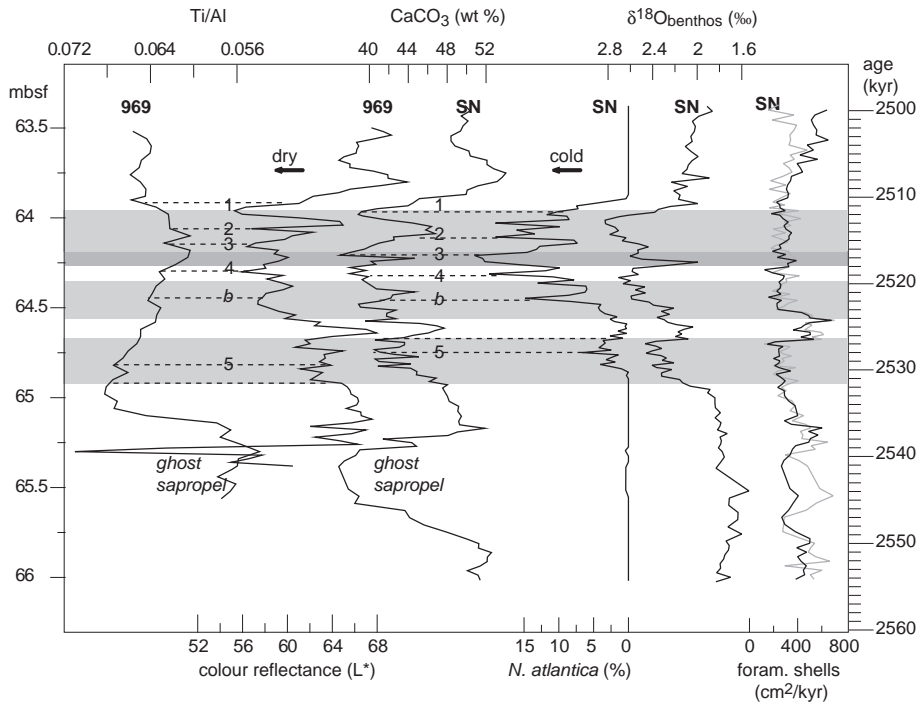 Ti/Al CaCO3 (wt %) δ18Obenthos (‰)
0.072 0.064 0.056 40 44 48 52 2.8 2.4 2 1.6
mbsf age
(kyr)
969 969 SN SN SN SN
2500
63.5
dry cold
2510
1 1
64
2 2
3 3
4 4
2520
b b
64.5
2530
5 5
65
2540
ghost
sapropel
ghost
sapropel
65.5
2550
66
2560
52 56 60 64 68 15 10 5 0 0 400 800
colour reflectance (L*) N. atlantica (%) foram. shells
(cm2/kyr)